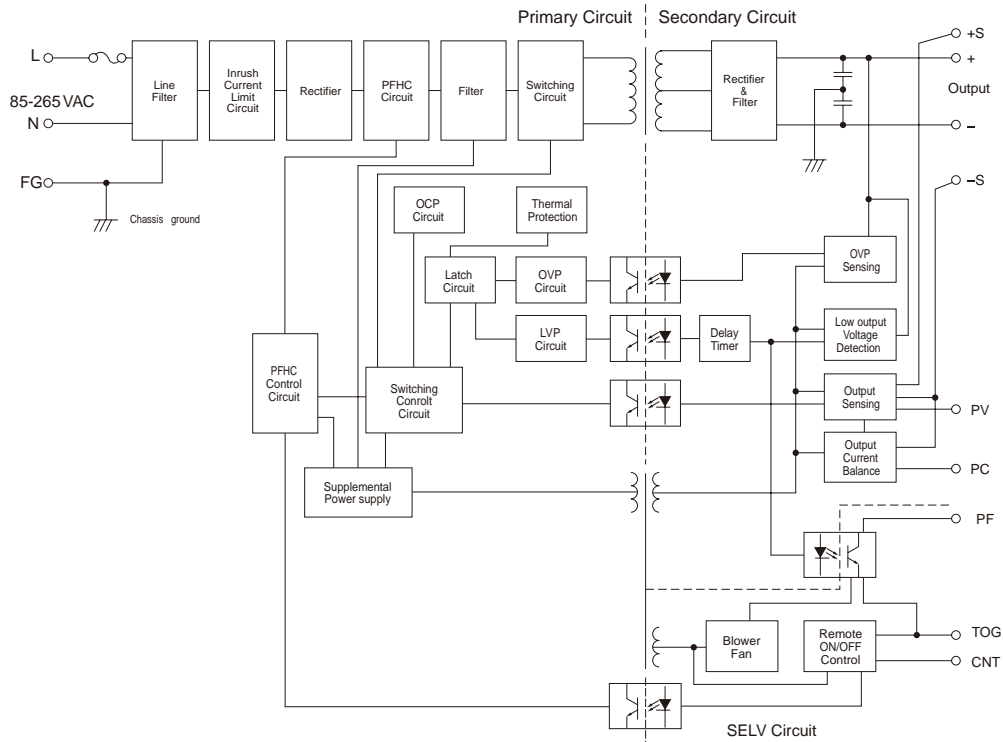 Primary Circuit
Secondary Circuit
L
85-265 VAC
N
FG
Chassis ground
Line
Filter
Inrush
Current
Limit
Circuit
Rectifier
PFHC
Circuit
Filter
Switching
Circuit
Rectifier
&
Filter
+S
+
Output
–
–S
OCP
Circuit
Thermal
Protection
Latch
Circuit
OVP
Circuit
OVP
Sensing
LVP
Circuit
Delay
Timer
Low output
Voltage
Detection
PFHC
Control
Circuit
Switching
Conrolt
Circuit
Output
Sensing
PV
Output
Current
Balance
PC
Supplemental
Power supply
PF
Blower
Fan
Remote
ON/OFF
Control
TOG
CNT
SELV Circuit